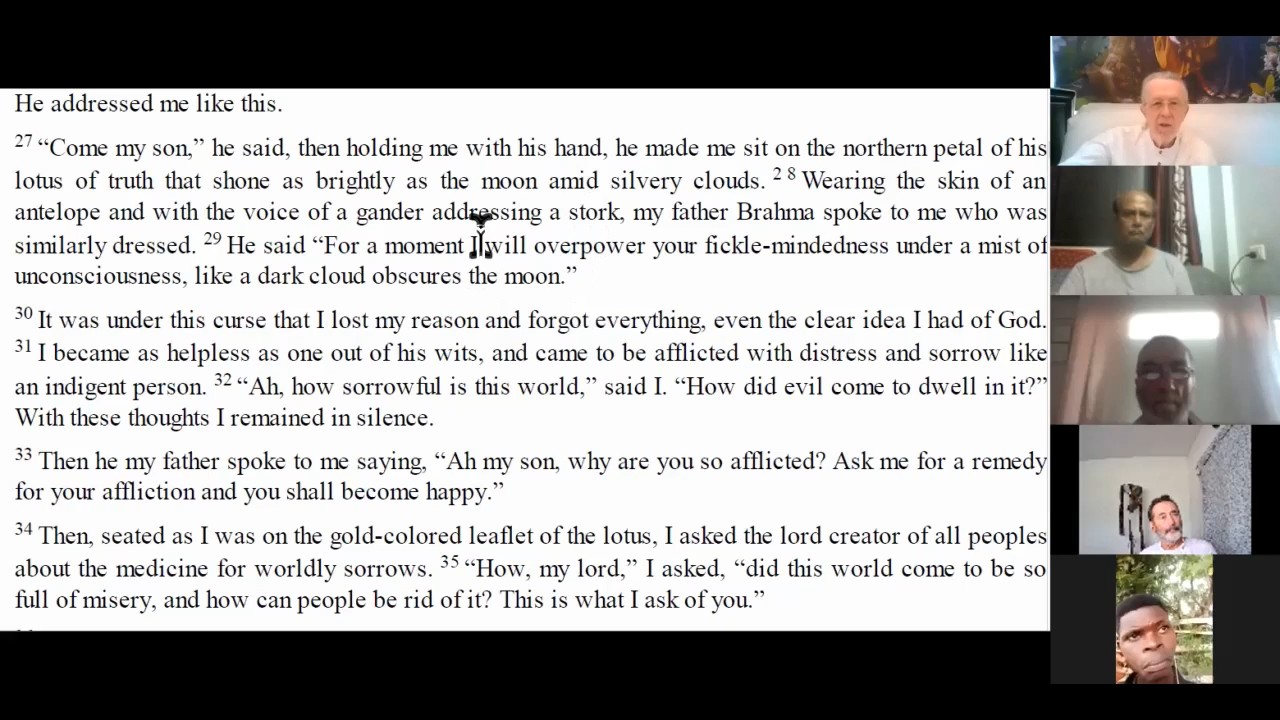 He addressed me like this.
27 “Come my son,” he said, then holding me with his hand, he made me sit on the northern petal of his
lotus of truth that shone as brightly as the moon amid silvery clouds. 28 Wearing the skin of an
antelope and with the voice of a gander addressing a stork, my father Brahma spoke to me who was
similarly dressed. 29 He said “For a moment I will overpower your fickle-mindedness under a mist of
unconsciousness, like a dark cloud obscures the moon.”
30 It was under this curse that I lost my reason and forgot everything, even the clear idea I had of God.
31 I became as helpless as one out of his wits, and came to be afflicted with distress and sorrow like
an indigent person. 32 “Ah, how sorrowful is this world,” said I. “How did evil come to dwell in it?”
With these thoughts I remained in silence.
33 Then he my father spoke to me saying, “Ah my son, why are you so afflicted? Ask me for a remedy
for your affliction and you shall become happy.”
34 Then, seated as I was on the gold-colored leaflet of the lotus, I asked the lord creator of all peoples
about the medicine for worldly sorrows. 35 “How, my lord,” I asked, “did this world come to be so
full of misery, and how can people be rid of it? This is what I ask of you.”